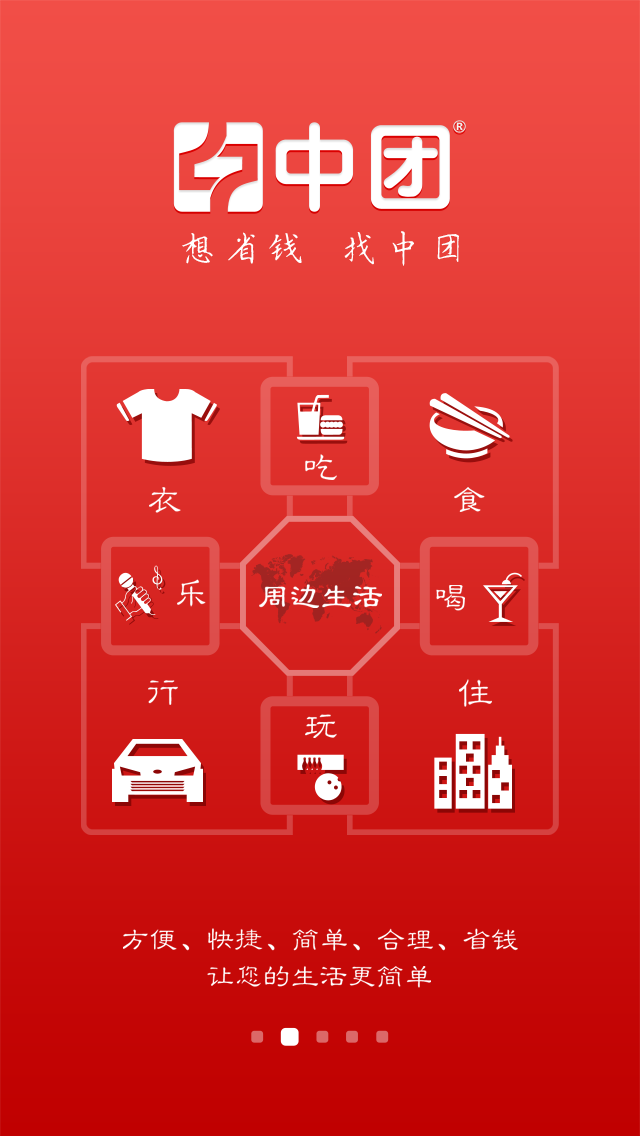 中团®
想省钱 找中团
衣
吃
食
乐
周边生活
喝
行
玩
住
方便、快捷、简单、合理、省钱
让您的生活更简单